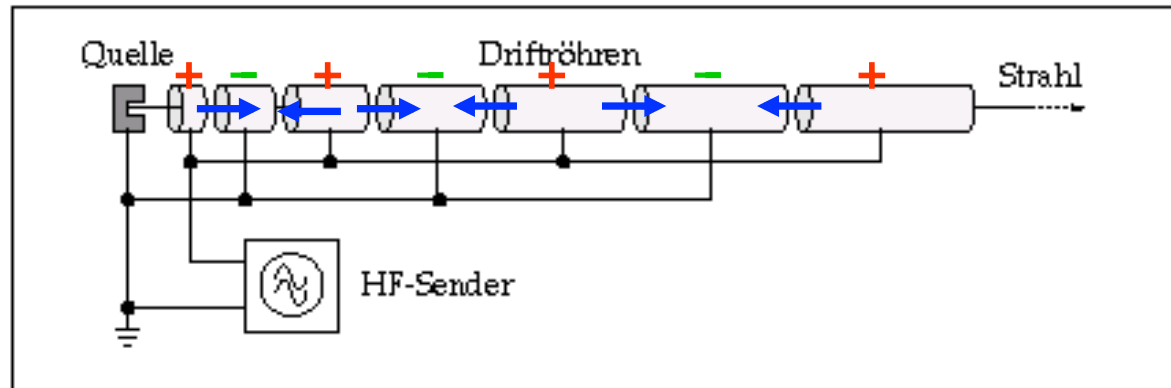 Quelle
Driftröhren
Strahl
+ − + − + − +
HF-Sender